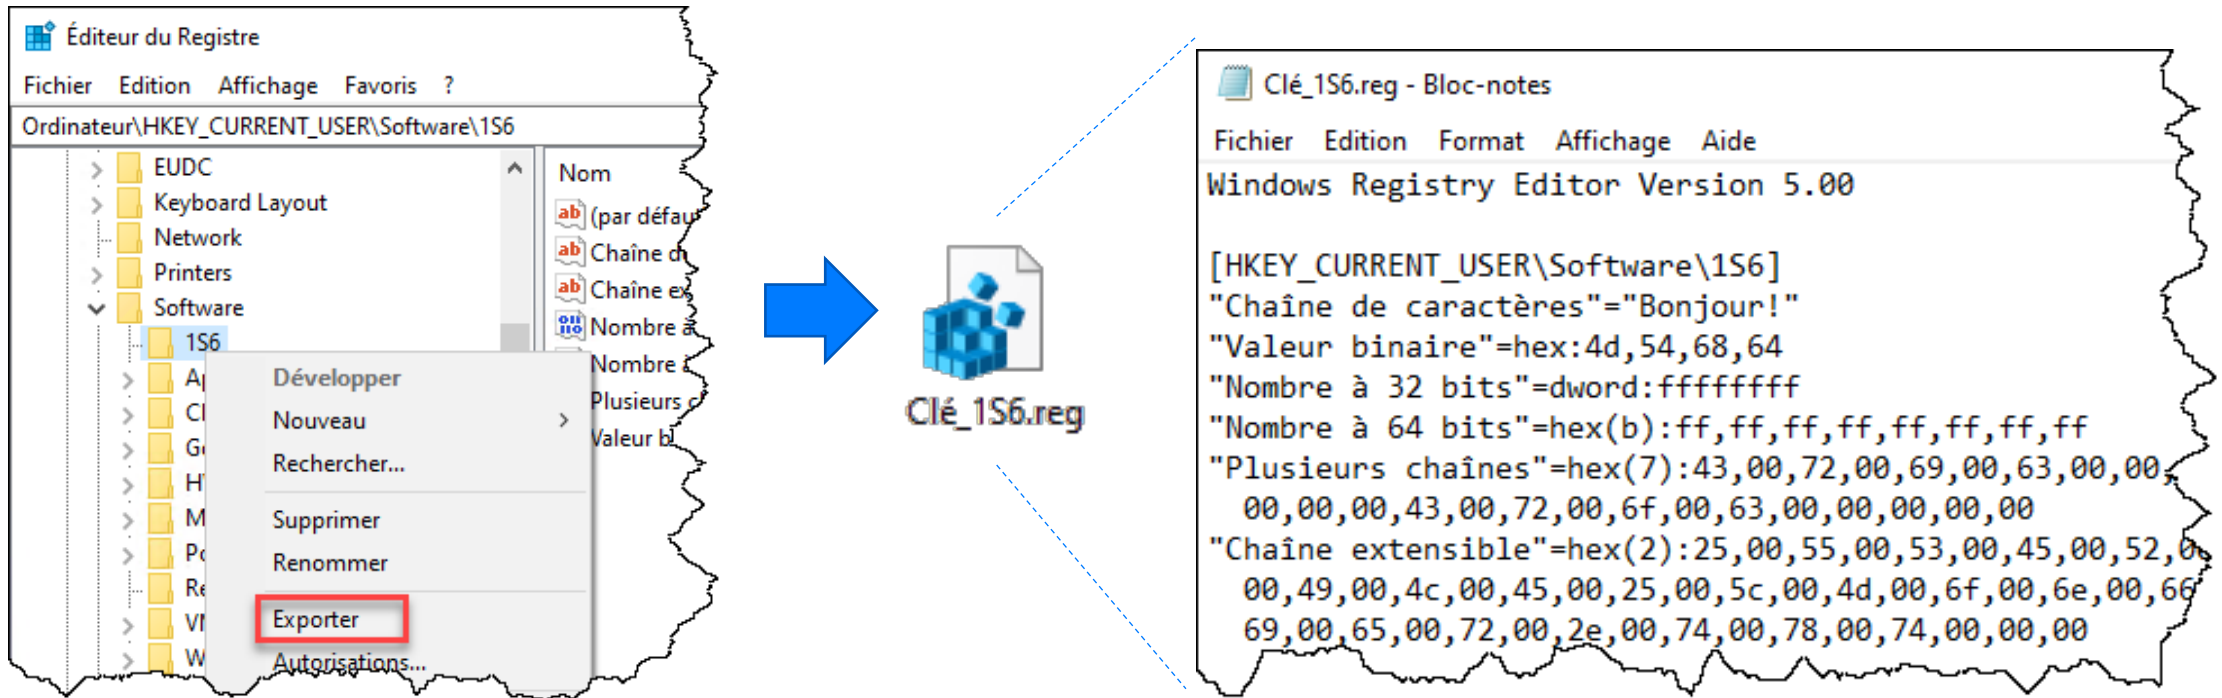 Éditeur du Registre
Fichier Edition Affichage Favoris ?
Ordinateur\HKEY_CURRENT_USER\Software\1S6
EUDC
Keyboard Layout
Network
Printers
Software
1S6
Développer
Nouveau
Rechercher...
Supprimer
Renommer
Exporter
Autorisations...
Nom
(par défau
Chaîne d
Chaîne ex
Nombre à
Nombre à
Plusieurs c
Valeur b
Clé_1S6.reg
Clé_1S6.reg - Bloc-notes
Fichier Edition Format Affichage Aide
Windows Registry Editor Version 5.00
[HKEY_CURRENT_USER\Software\1S6]
"Chaîne de caractères"="Bonjour!"
"Valeur binaire"=hex:4d,54,68,64
"Nombre à 32 bits"=dword:ffffffff
"Nombre à 64 bits"=hex(b):ff,ff,ff,ff,ff,ff,ff,ff
"Plusieurs chaînes"=hex(7):43,00,72,00,69,00,63,00,00,
00,00,00,43,00,72,00,6f,00,63,00,00,00,00,00
"Chaîne extensible"=hex(2):25,00,55,00,53,00,45,00,52,
00,49,00,4c,00,45,00,25,00,5c,00,4d,00,6f,00,6e,00,66
69,00,65,00,72,00,2e,00,74,00,78,00,74,00,00,00